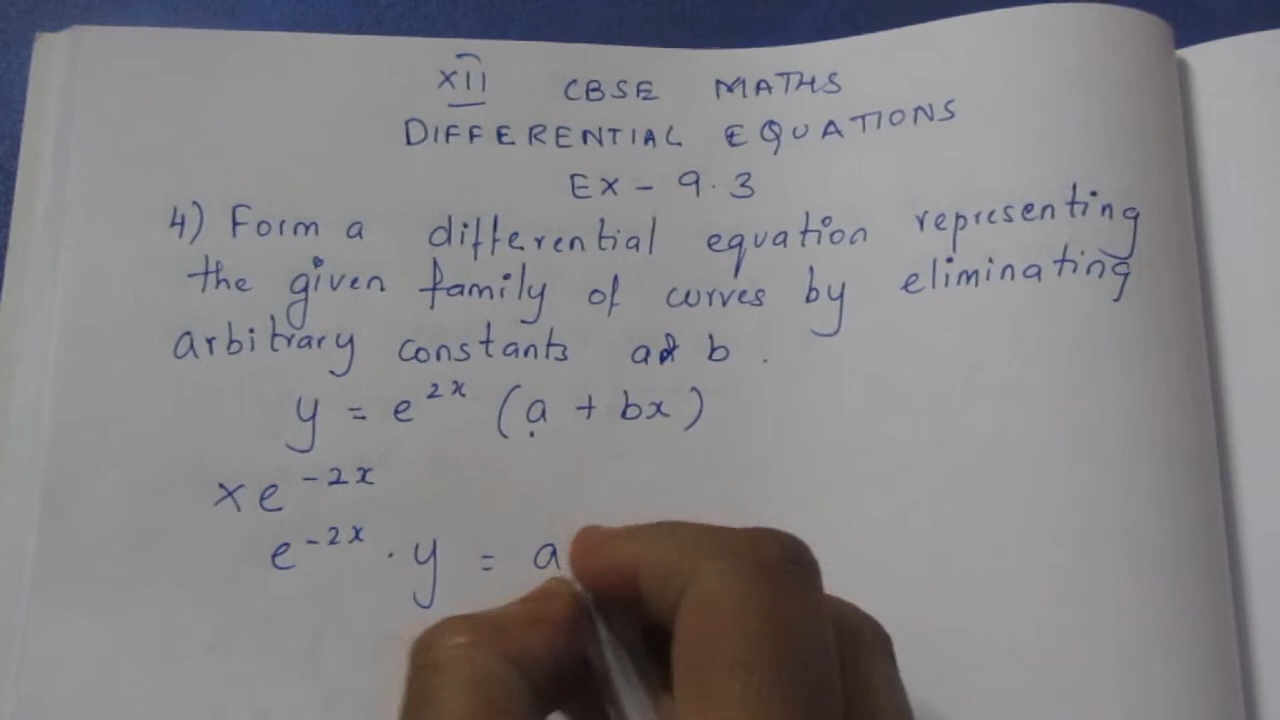 XII CBSE MATHS
DIFFERENTIAL EQUATIONS
EX - 9.3
4) Form a differential equation representing
the given family of curves by eliminating
arbitrary constants a & b .
y = e^{2x} (a + bx)
× e^{-2x}
e^{-2x} . y = a